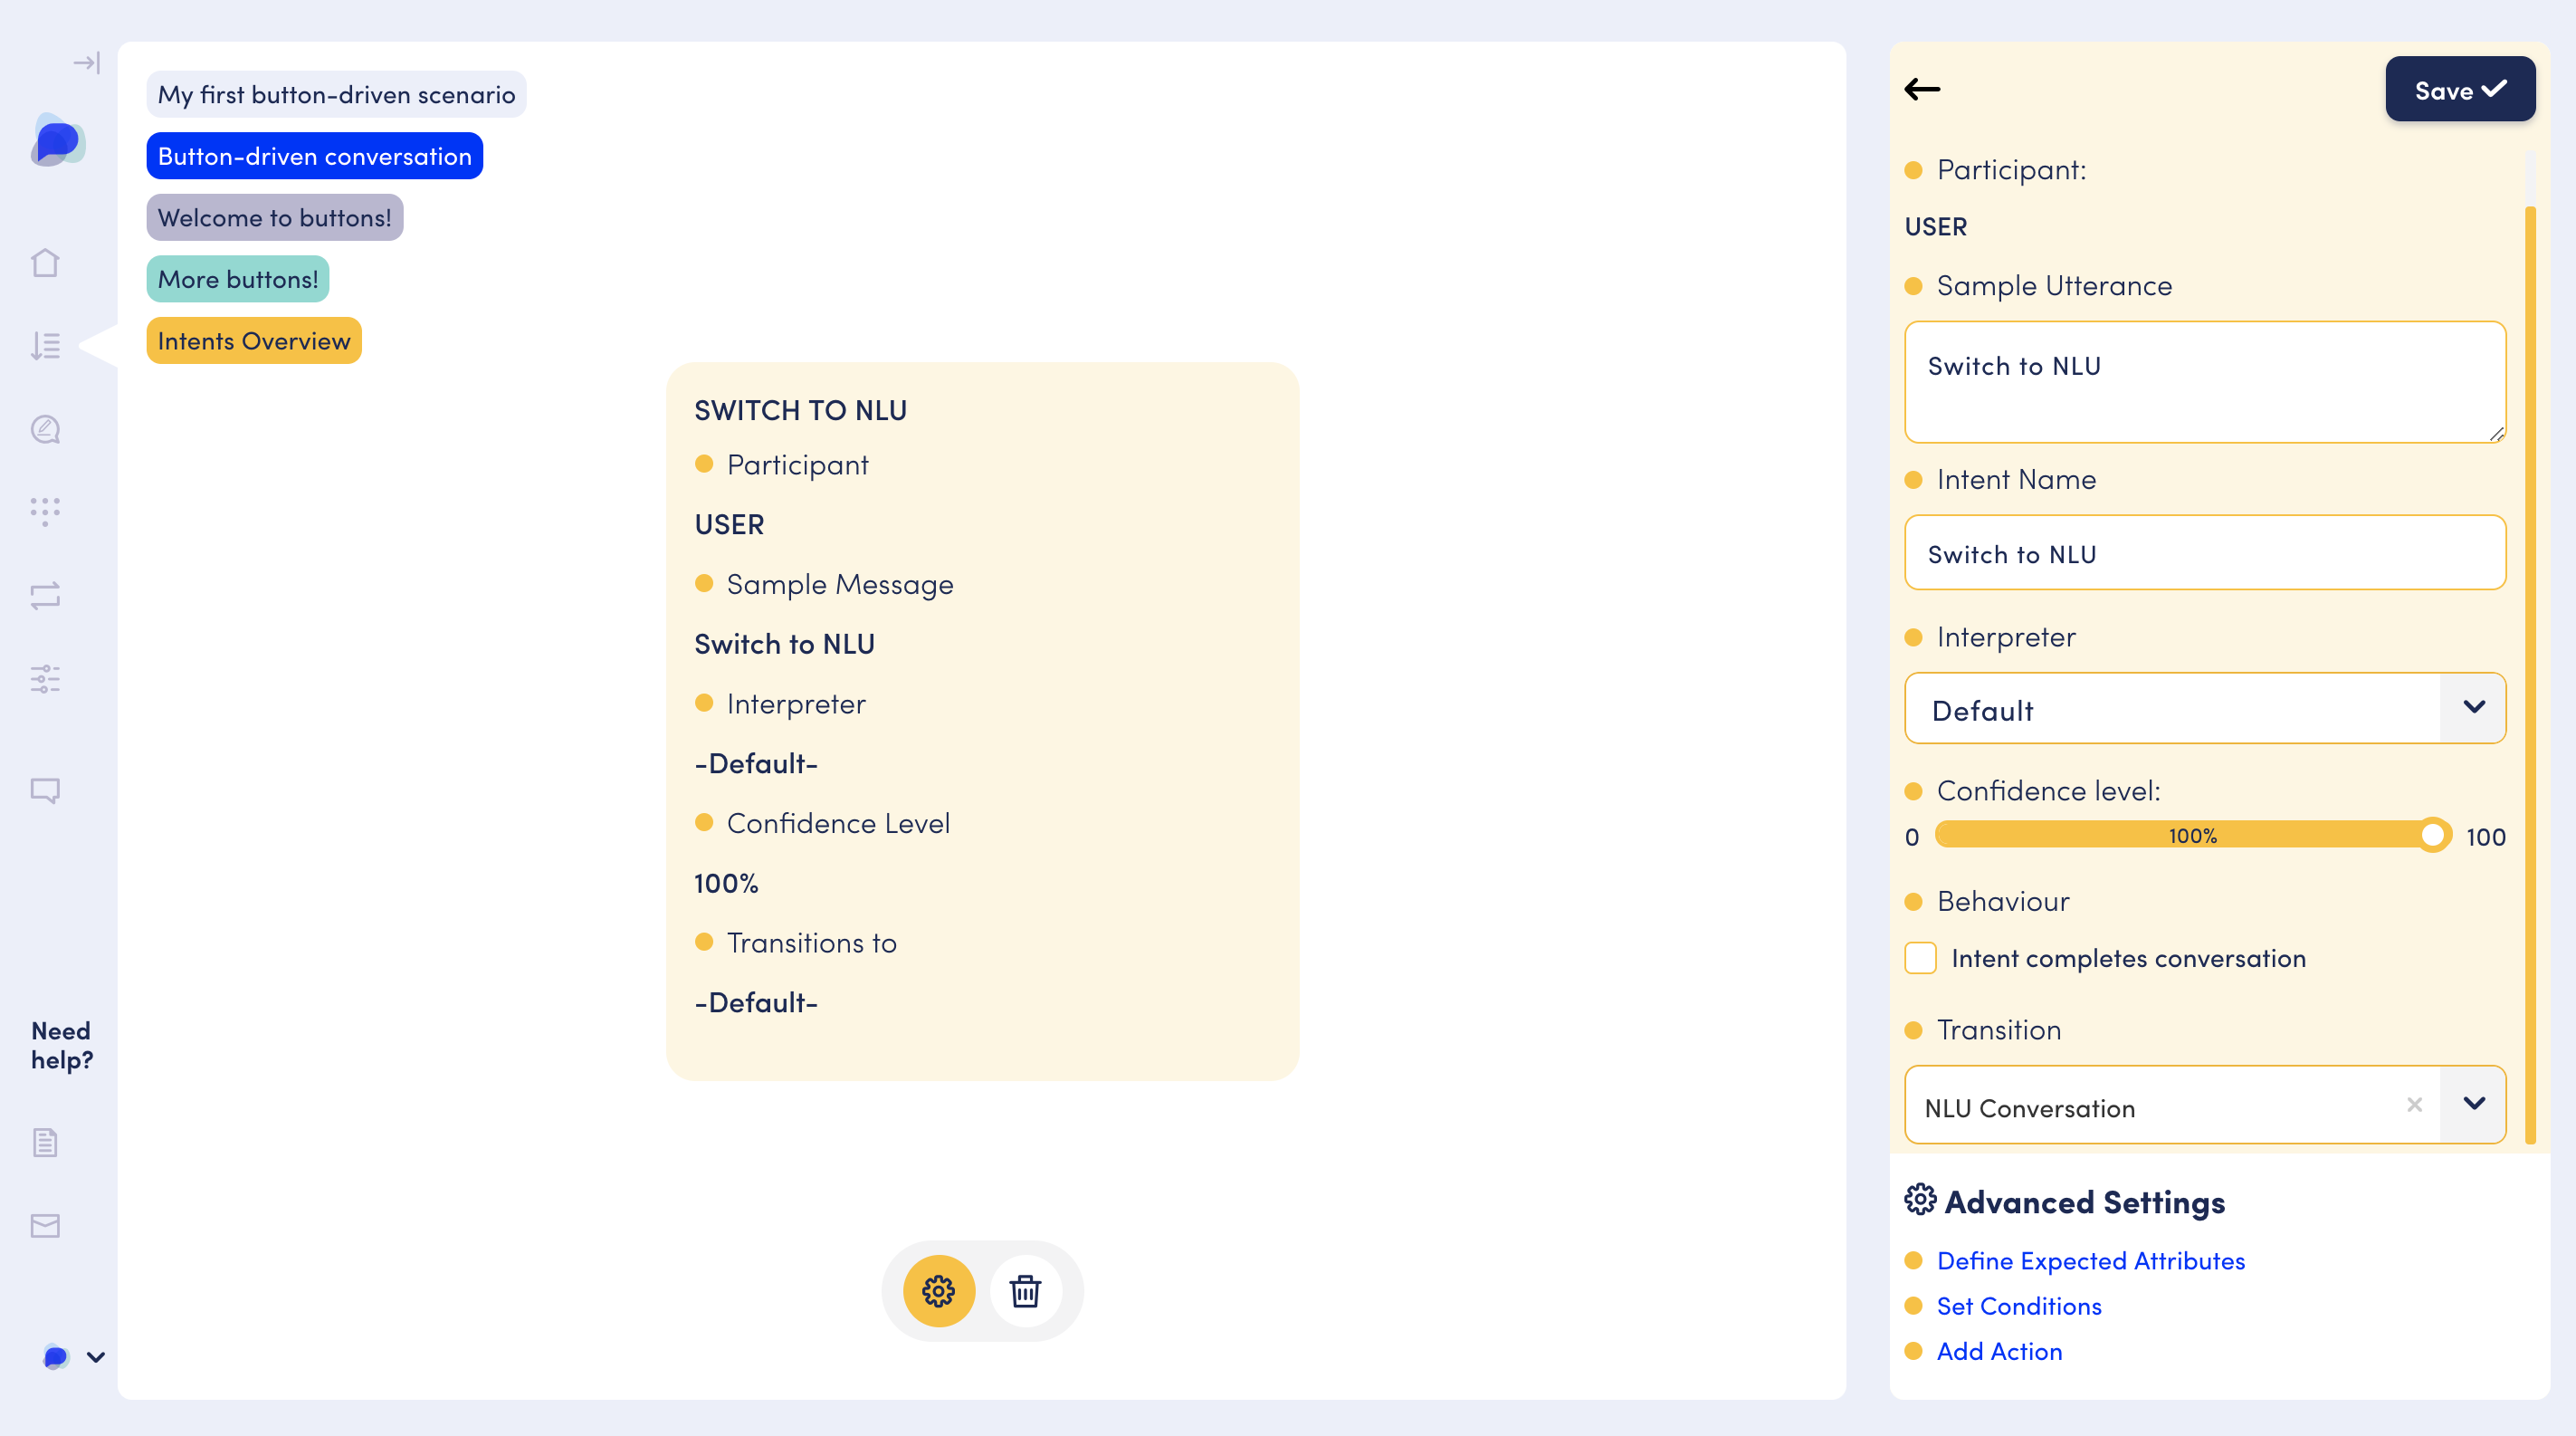 My first button-driven scenario
Button-driven conversation
Welcome to buttons!
More buttons!
Intents Overview
Need
help?
SWITCH TO NLU
Participant
USER
Sample Message
Switch to NLU
Interpreter
-Default-
Confidence Level
100%
Transitions to
-Default-
Save
Participant:
USER
Sample Utterance
Switch to NLU
Intent Name
Switch to NLU
Interpreter
Default
Confidence level:
0 100% 100
Behaviour
Intent completes conversation
Transition
NLU Conversation
Advanced Settings
Define Expected Attributes
Set Conditions
Add Action